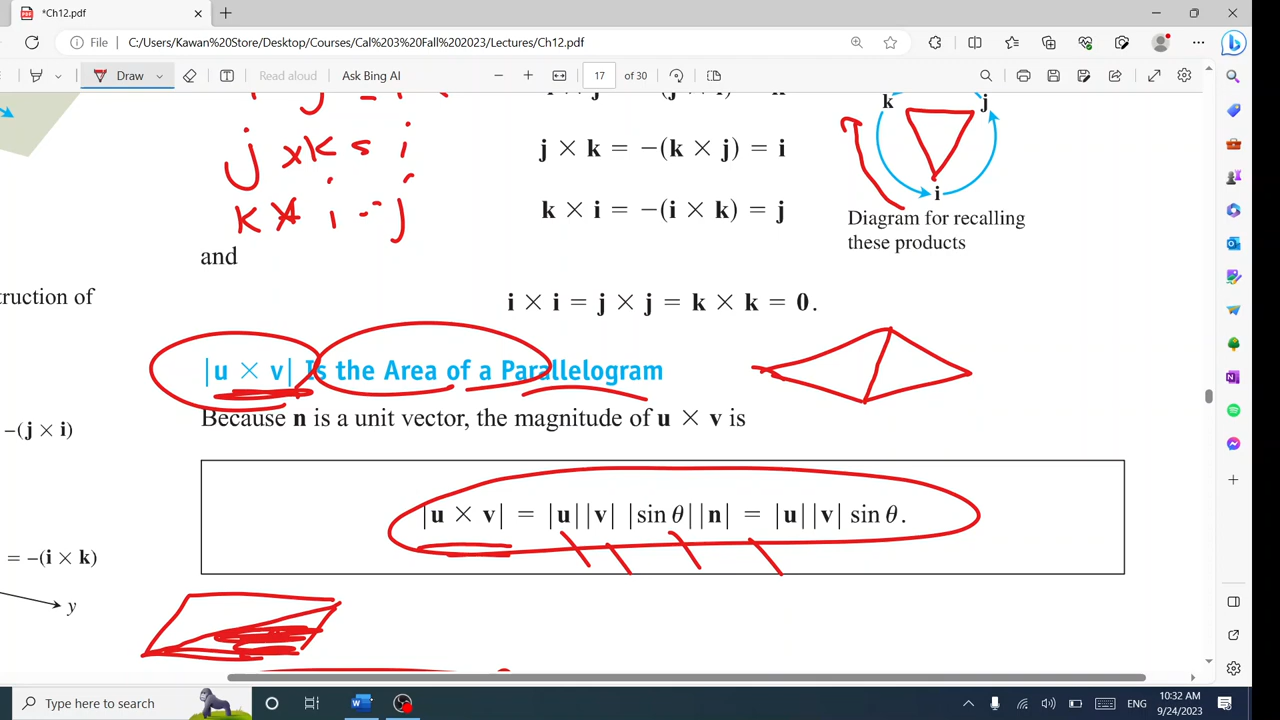 *Ch12.pdf
File C:/Users/Kawan%20Store/Desktop/Courses/Cal%203%20Fall%202023/Lectures/Ch12.pdf
Draw Read aloud Ask Bing AI 17 of 30
k j
j × k s i
j × k = −(k × j) = i
k × i = j
k × i = −(i × k) = j
i
Diagram for recalling
these products
and
truction of
i × i = j × j = k × k = 0.
|u × v| Is the Area of a Parallelogram
Because n is a unit vector, the magnitude of u × v is
−(j × i)
|u × v| = |u||v| |sin θ||n| = |u||v| sin θ.
= −(i × k)
y
Type here to search
ENG
10:32 AM
9/24/2023